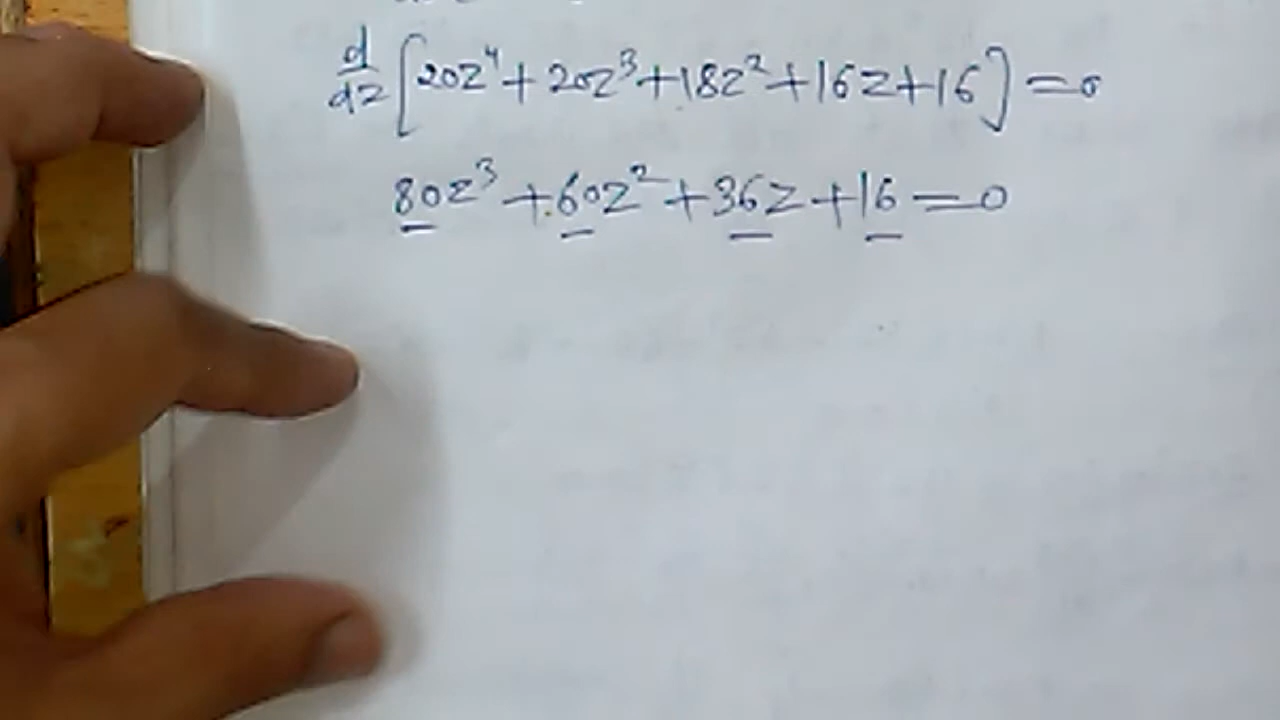 d/dz [20z⁴ + 20z³ + 18z² + 16z + 16] = 0
80z³ + 60z² + 36z + 16 = 0